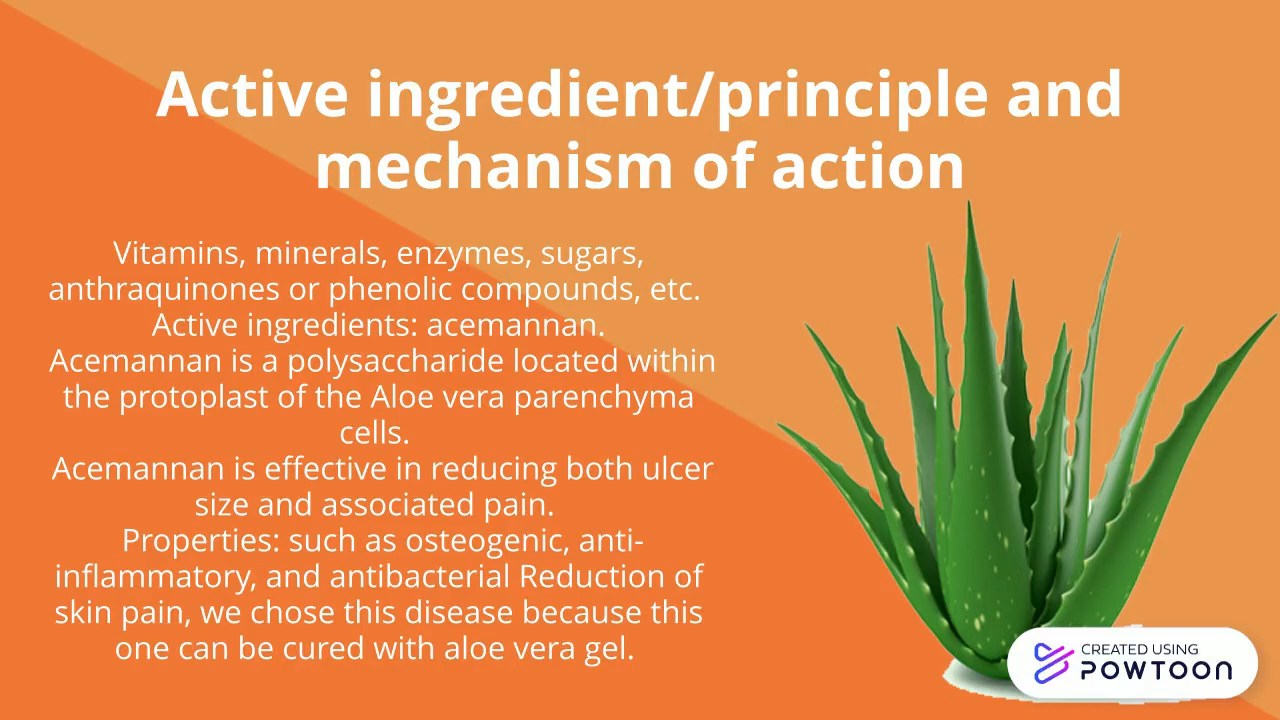 Active ingredient/principle and
mechanism of action
Vitamins, minerals, enzymes, sugars,
anthraquinones or phenolic compounds, etc.
Active ingredients: acemannan.
Acemannan is a polysaccharide located within
the protoplast of the Aloe vera parenchyma
cells.
Acemannan is effective in reducing both ulcer
size and associated pain.
Properties: such as osteogenic, anti-
inflammatory, and antibacterial Reduction of
skin pain, we chose this disease because this
one can be cured with aloe vera gel.
CREATED USING
POWTOON